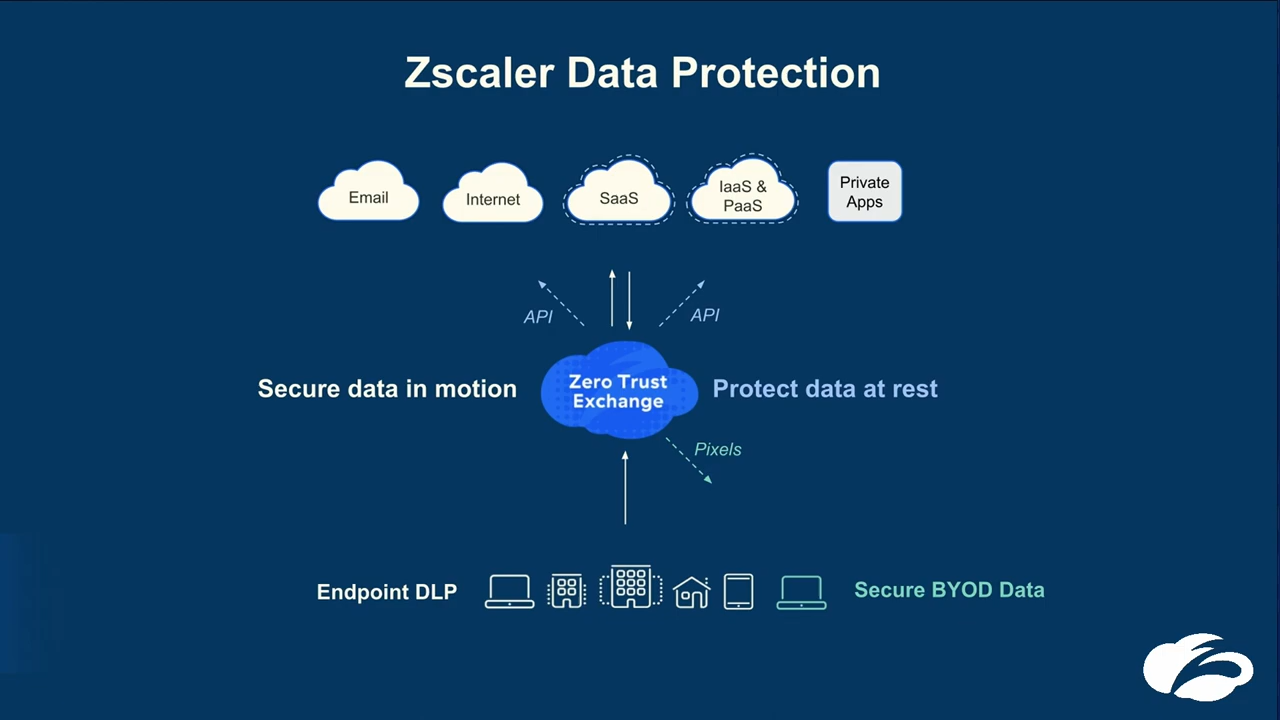 Zscaler Data Protection
Email
Internet
SaaS
IaaS &
PaaS
Private
Apps
API
API
Secure data in motion
Zero Trust
Exchange
Protect data at rest
Pixels
Endpoint DLP
Secure BYOD Data